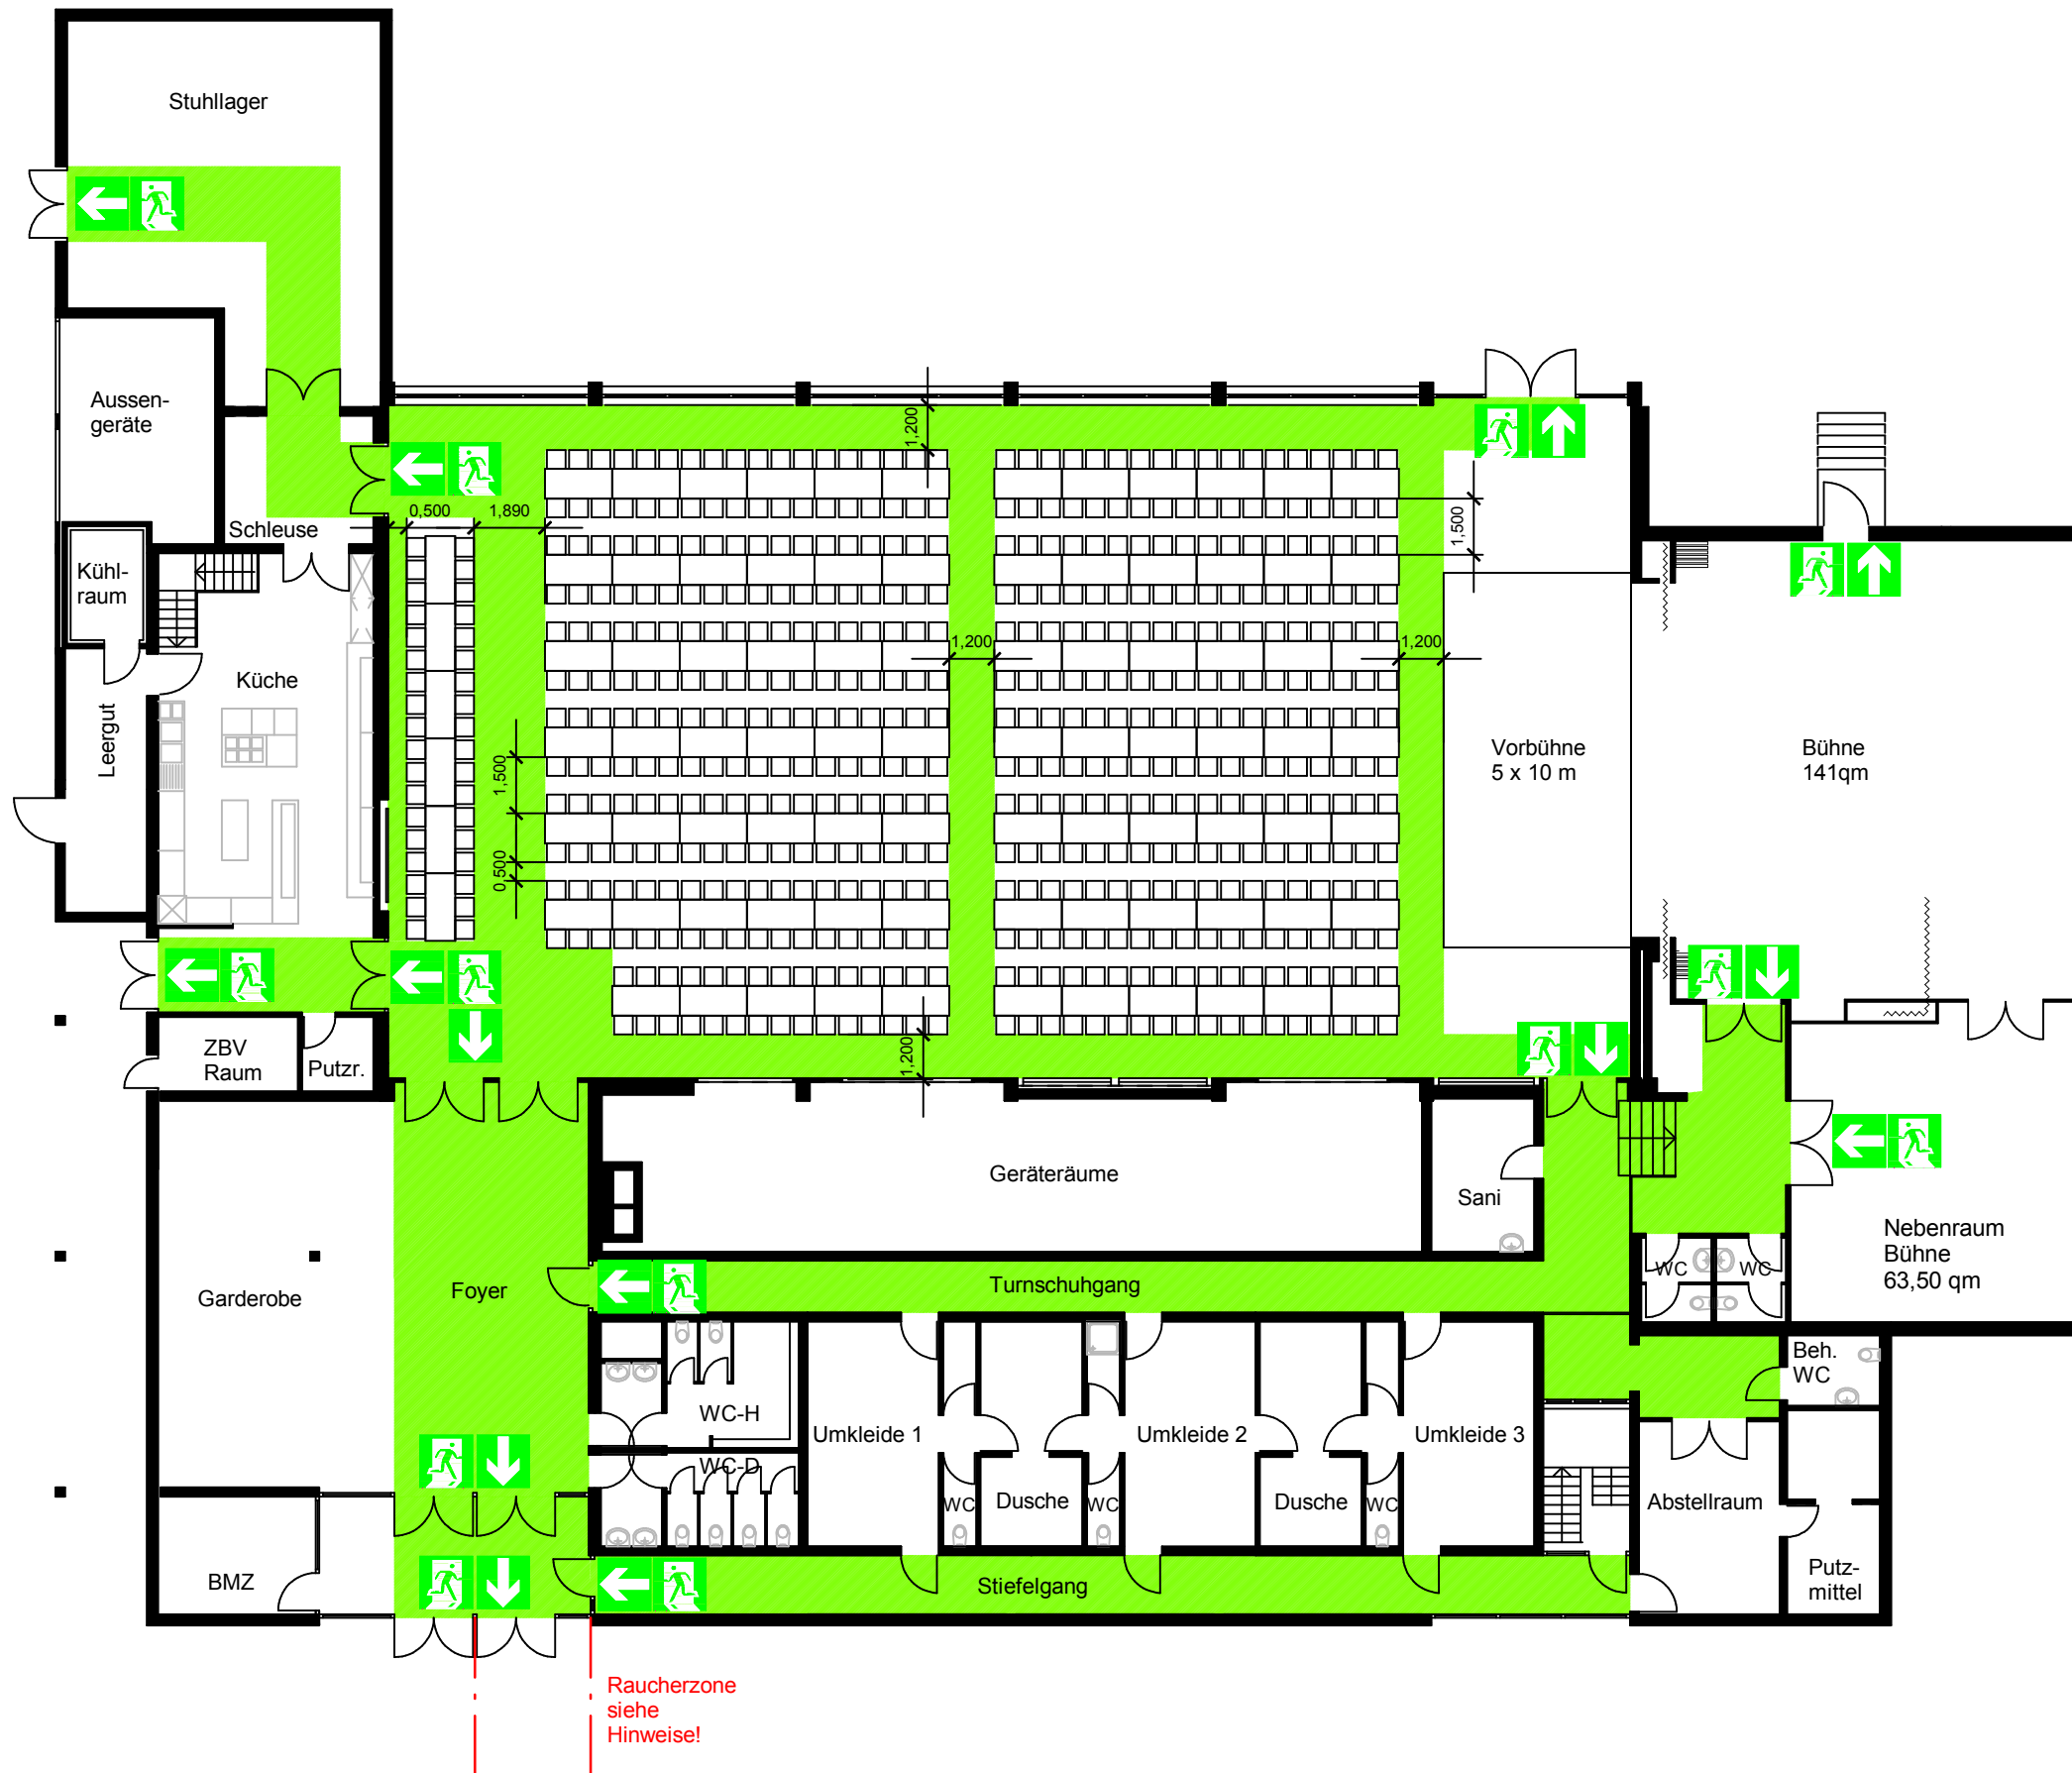 Stuhllager
Aussen-
geräte
1,200
0,500
1,890
1,500
Schleuse
Kühl-
raum
1,200
1,200
Küche
Leergut
Vorbühne
5 x 10 m
Bühne
141qm
1,500
0,500
ZBV
Raum
Putzr.
1,200
Geräteräume
Sani
Nebenraum
Bühne
63,50 qm
WC
WC
Garderobe
Foyer
Turnschuhgang
Beh.
WC
WC-H
Umkleide 1
Umkleide 2
Umkleide 3
WC-D
WC
Dusche
WC
Dusche
WC
Abstellraum
BMZ
Stiefelgang
Putz-
mittel
Raucherzone
siehe
Hinweise!